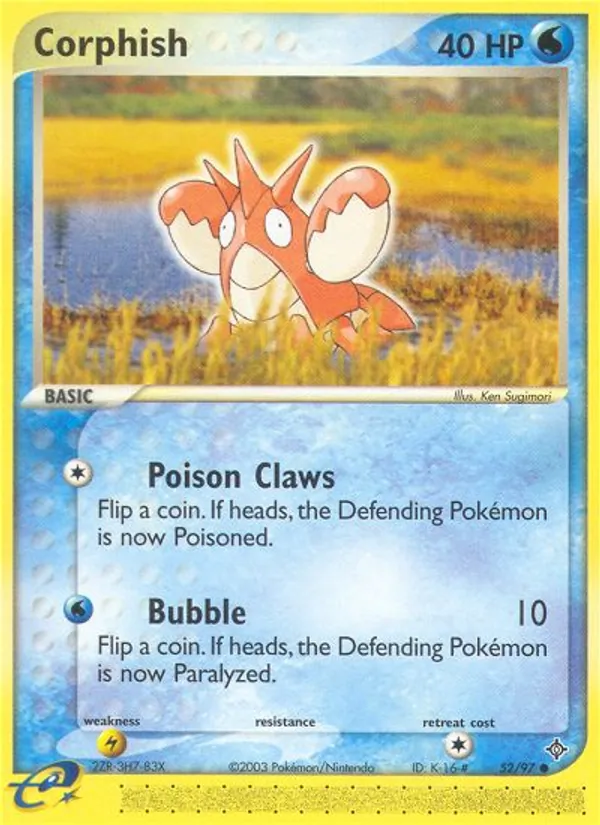 Corphish
40 HP
BASIC
Illus. Ken Sugimori
Poison Claws
Flip a coin. If heads, the Defending Pokémon
is now Poisoned.
Bubble 10
Flip a coin. If heads, the Defending Pokémon
is now Paralyzed.
weakness resistance retreat cost
2ZR-3H7-83X ©2003 Pokémon/Nintendo ID: K-16-# 52/97
e